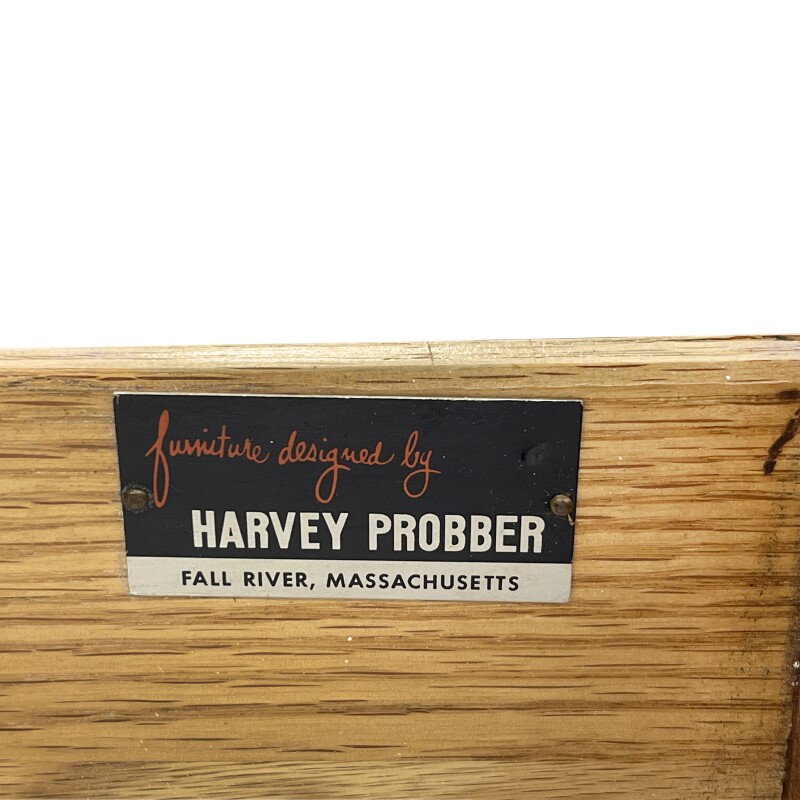 furniture designed by
HARVEY PROBBER
FALL RIVER, MASSACHUSETTS